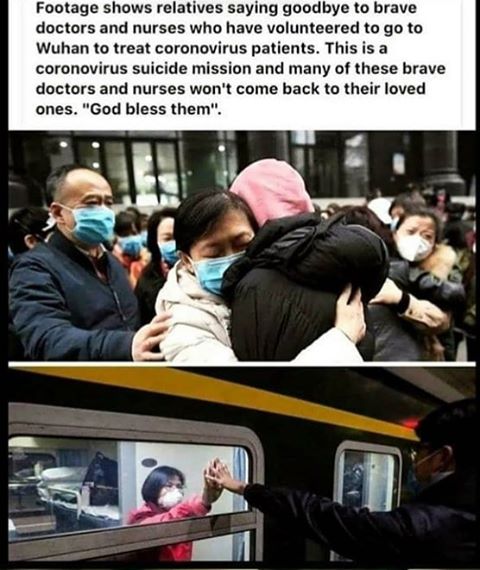 Footage shows relatives saying goodbye to brave
doctors and nurses who have volunteered to go to
Wuhan to treat coronavirus patients. This is a
coronavirus suicide mission and many of these brave
doctors and nurses won't come back to their loved
ones. "God bless them".